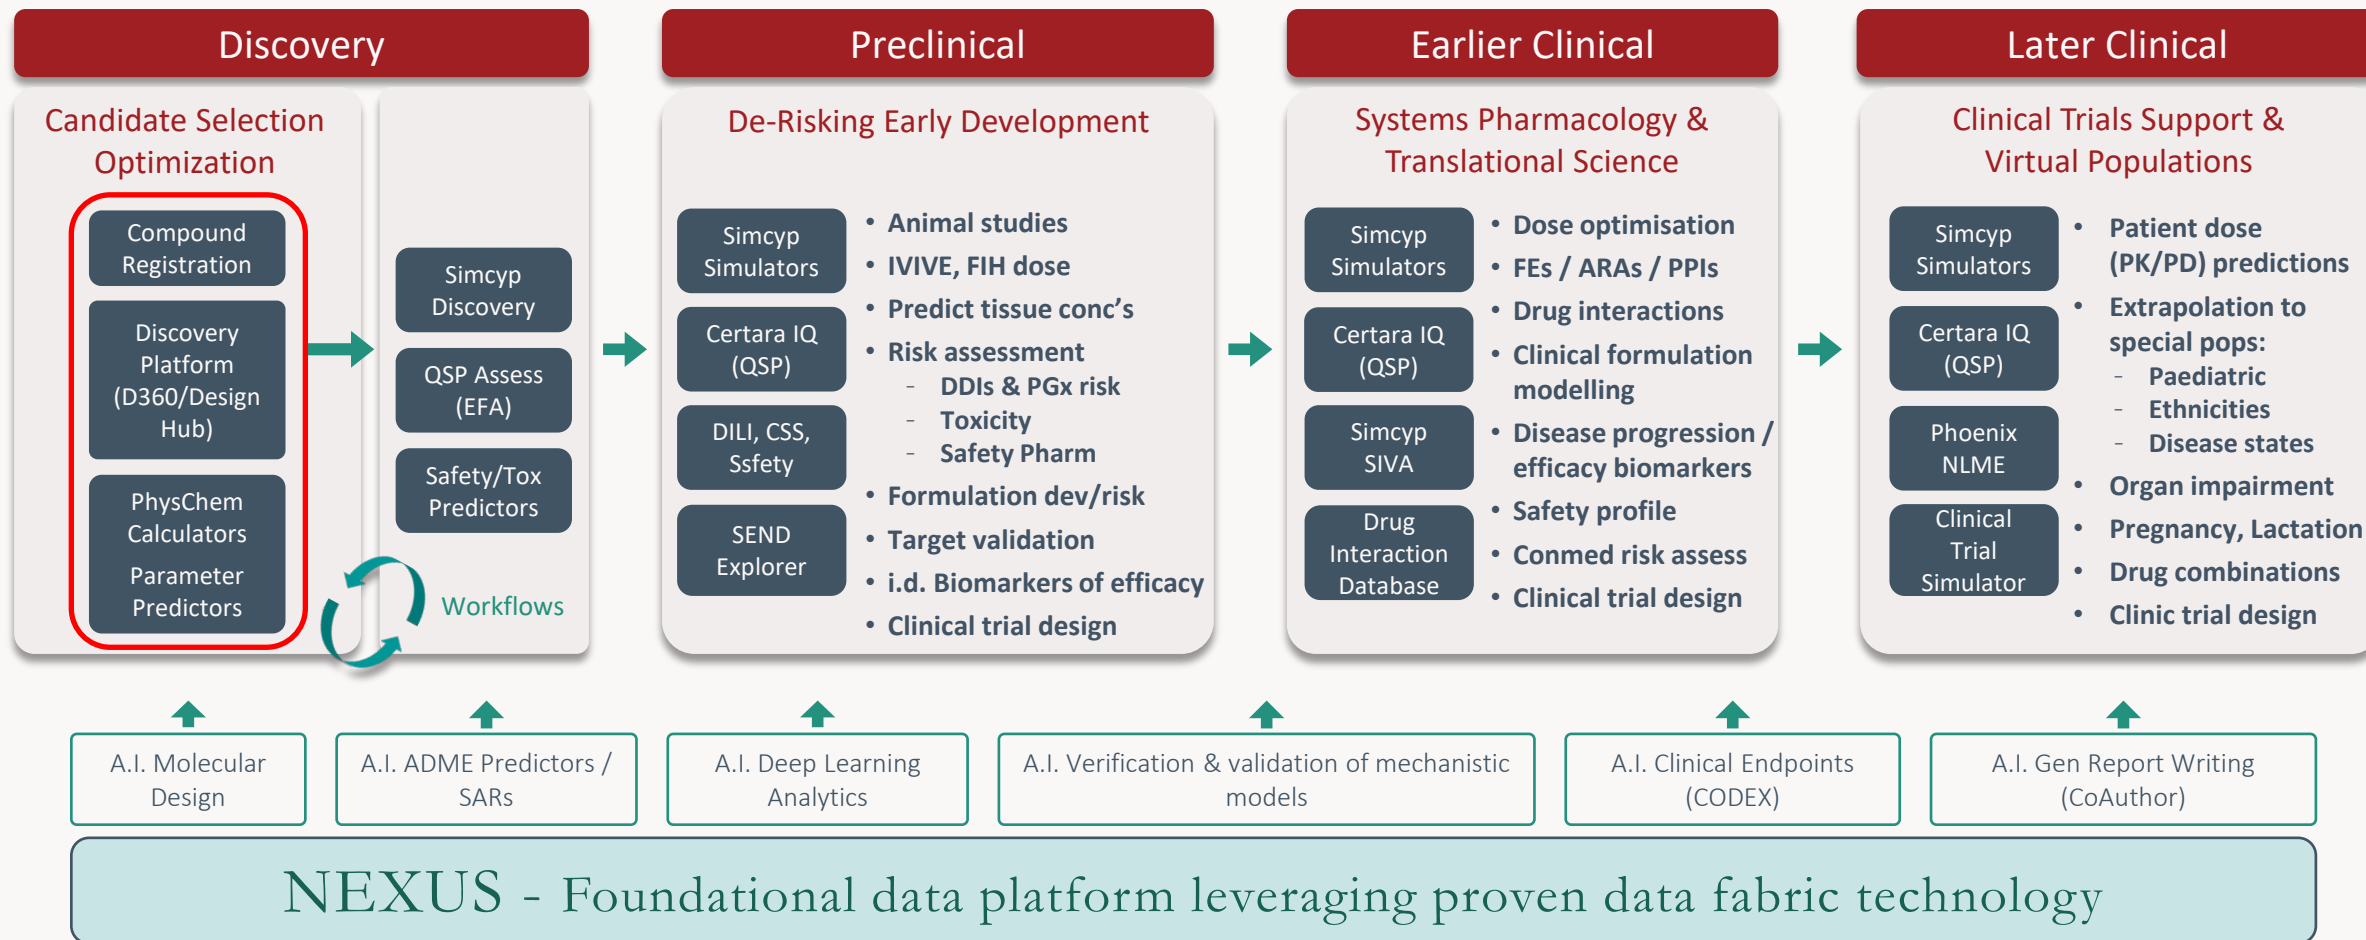 Discovery
Candidate Selection
Optimization
Compound
Registration
Discovery
Platform
(D360/Design
Hub)
PhysChem
Calculators
Parameter
Predictors
Simcyp
Discovery
QSP Assess
(EFA)
Safety/Tox
Predictors
Workflows
Preclinical
De-Risking Early Development
Simcyp
Simulators
Certara IQ
(QSP)
DILI, CSS,
Ssfety
SEND
Explorer
• Animal studies
• IVIVE, FIH dose
• Predict tissue conc's
• Risk assessment
- DDIs & PGx risk
- Toxicity
- Safety Pharm
• Formulation dev/risk
• Target validation
• i.d. Biomarkers of efficacy
• Clinical trial design
Earlier Clinical
Systems Pharmacology &
Translational Science
Simcyp
Simulators
Certara IQ
(QSP)
Simcyp
SIVA
Drug
Interaction
Database
• Dose optimisation
• FEs / ARAs / PPIs
• Drug interactions
• Clinical formulation
modelling
• Disease progression /
efficacy biomarkers
• Safety profile
• Conmed risk assess
• Clinical trial design
Later Clinical
Clinical Trials Support &
Virtual Populations
Simcyp
Simulators
Certara IQ
(QSP)
Phoenix
NLME
Clinical
Trial
Simulator
• Patient dose
(PK/PD) predictions
• Extrapolation to
special pops:
- Paediatric
- Ethnicities
- Disease states
• Organ impairment
• Pregnancy, Lactation
• Drug combinations
• Clinic trial design
A.I. Molecular
Design
A.I. ADME Predictors /
SARs
A.I. Deep Learning
Analytics
A.I. Verification & validation of mechanistic
models
A.I. Clinical Endpoints
(CODEX)
A.I. Gen Report Writing
(CoAuthor)
NEXUS - Foundational data platform leveraging proven data fabric technology